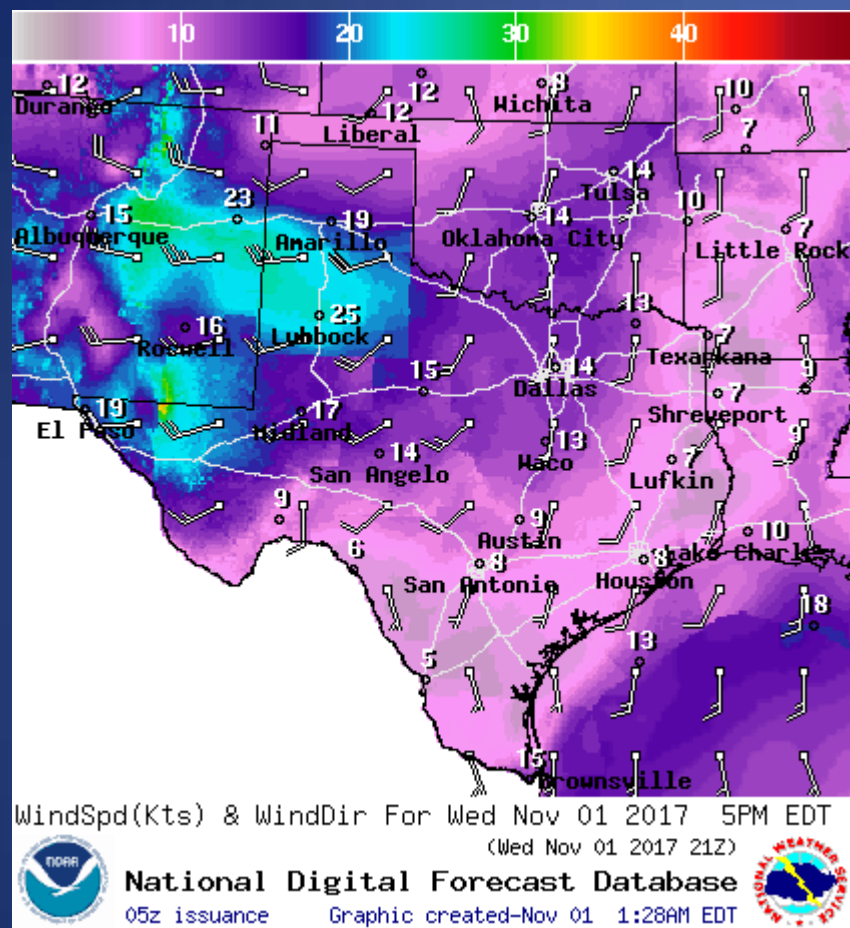 10 20 30 40
12 12 8 10
Durango Wichita
12
Liberal
11 7
14
Tulsa
23
15 19 14 10 7
Albuquerque Amarillo Oklahoma City Little Rock
25 13
16 Lubbock 7
Roswell Texarkana
15 14 9
Dallas 7
19 17 Shreveport
El Paso Midland
14 13 9
San Angelo Waco 7
Lufkin
9 9 10
Austin Lake Charles
6 8 8
San Antonio Houston
18
13
5
15
Brownsville
WindSpd(Kts) & WindDir For Wed Nov 01 2017 5PM EDT
(Wed Nov 01 2017 21Z)
NOAA
NATIONAL WEATHER SERVICE
National Digital Forecast Database
05z issuance Graphic created-Nov 01 1:28AM EDT